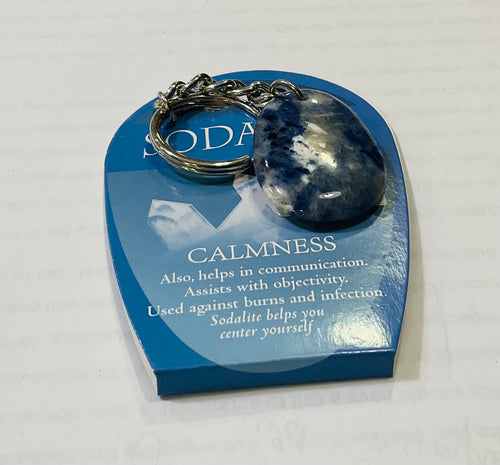 SODA
CALMNESS
Also, helps in communication.
Assists with objectivity.
Used against burns and infection.
Sodalite helps you
center yourself